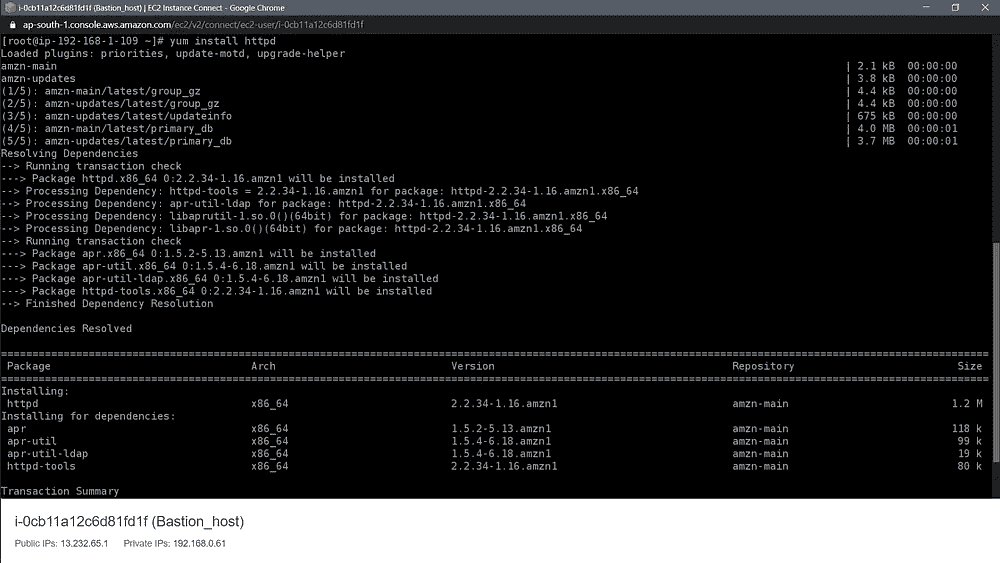 i-0cb11a12c6d81fd1f (Bastion_host) | EC2 Instance Connect - Google Chrome
ap-south-1.console.aws.amazon.com/ec2/v2/connect/ec2-user/i-0cb11a12c6d81fd1f
[root@ip-192-168-1-109 ~]# yum install httpd
Loaded plugins: priorities, update-motd, upgrade-helper
amzn-main | 2.1 kB 00:00:00
amzn-updates | 3.8 kB 00:00:00
(1/5): amzn-main/latest/group_gz | 4.4 kB 00:00:00
(2/5): amzn-updates/latest/group_gz | 4.4 kB 00:00:00
(3/5): amzn-updates/latest/updateinfo | 675 kB 00:00:00
(4/5): amzn-main/latest/primary_db | 4.0 MB 00:00:01
(5/5): amzn-updates/latest/primary_db | 3.7 MB 00:00:01
Resolving Dependencies
--> Running transaction check
---> Package httpd.x86_64 0:2.2.34-1.16.amzn1 will be installed
--> Processing Dependency: httpd-tools = 2.2.34-1.16.amzn1 for package: httpd-2.2.34-1.16.amzn1.x86_64
--> Processing Dependency: apr-util-ldap for package: httpd-2.2.34-1.16.amzn1.x86_64
--> Processing Dependency: libaprutil-1.so.0()(64bit) for package: httpd-2.2.34-1.16.amzn1.x86_64
--> Processing Dependency: libapr-1.so.0()(64bit) for package: httpd-2.2.34-1.16.amzn1.x86_64
--> Running transaction check
---> Package apr.x86_64 0:1.5.2-5.13.amzn1 will be installed
---> Package apr-util.x86_64 0:1.5.4-6.18.amzn1 will be installed
---> Package apr-util-ldap.x86_64 0:1.5.4-6.18.amzn1 will be installed
---> Package httpd-tools.x86_64 0:2.2.34-1.16.amzn1 will be installed
--> Finished Dependency Resolution
Dependencies Resolved
Package Arch Version Repository Size
Installing:
httpd x86_64 2.2.34-1.16.amzn1 amzn-main 1.2 M
Installing for dependencies:
apr x86_64 1.5.2-5.13.amzn1 amzn-main 118 k
apr-util x86_64 1.5.4-6.18.amzn1 amzn-main 99 k
apr-util-ldap x86_64 1.5.4-6.18.amzn1 amzn-main 19 k
httpd-tools x86_64 2.2.34-1.16.amzn1 amzn-main 80 k
Transaction Summary
i-0cb11a12c6d81fd1f (Bastion_host)
Public IPs: 13.232.65.1 Private IPs: 192.168.0.61